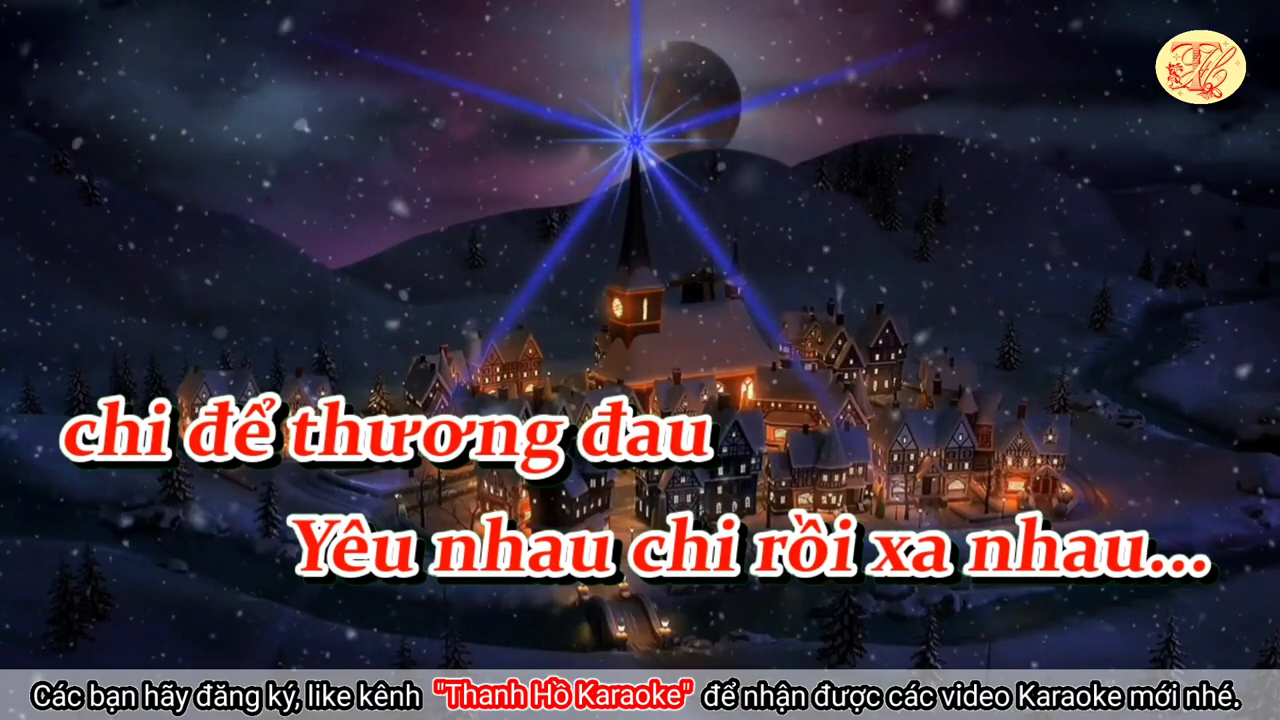 chi để thương đau
Yêu nhau chi rồi xa nhau...
Các bạn hãy đăng ký, like kênh "Thanh Hồ Karaoke" để nhận được các video Karaoke mới nhé.